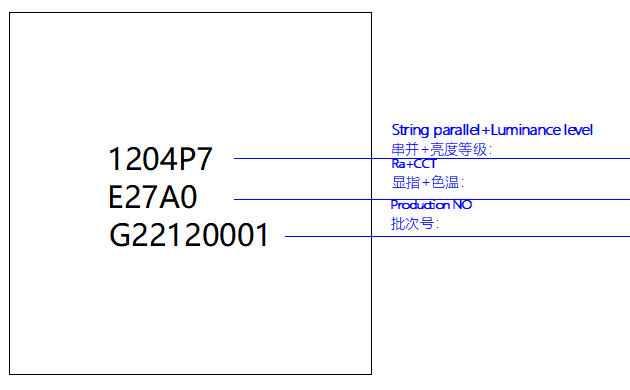 String parallel+Luminance level
串并+亮度等级:
1204P7
Ra+CCT
显指+色温:
E27A0
Production NO
批次号:
G22120001